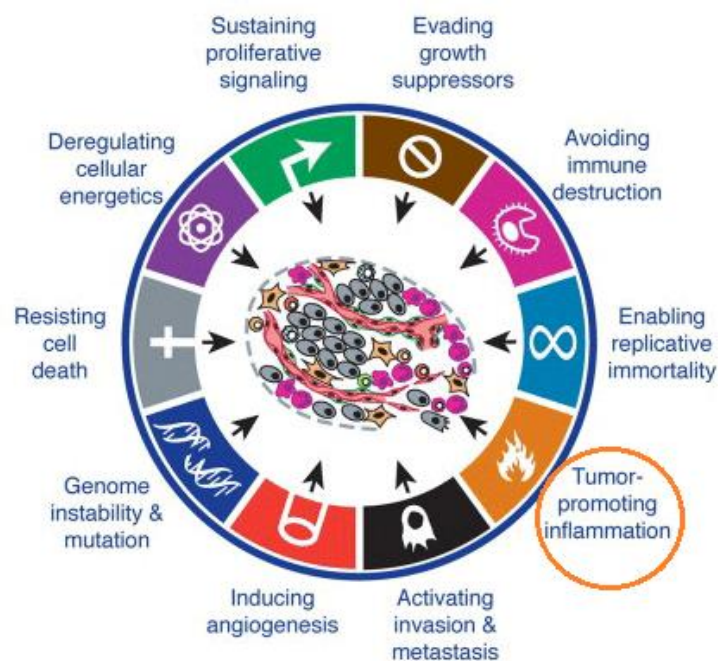 Sustaining
proliferative
signaling
Evading
growth
suppressors
Avoiding
immune
destruction
Enabling
replicative
immortality
Tumor-
promoting
inflammation
Activating
invasion &
metastasis
Inducing
angiogenesis
Genome
instability &
mutation
Resisting
cell
death
Deregulating
cellular
energetics